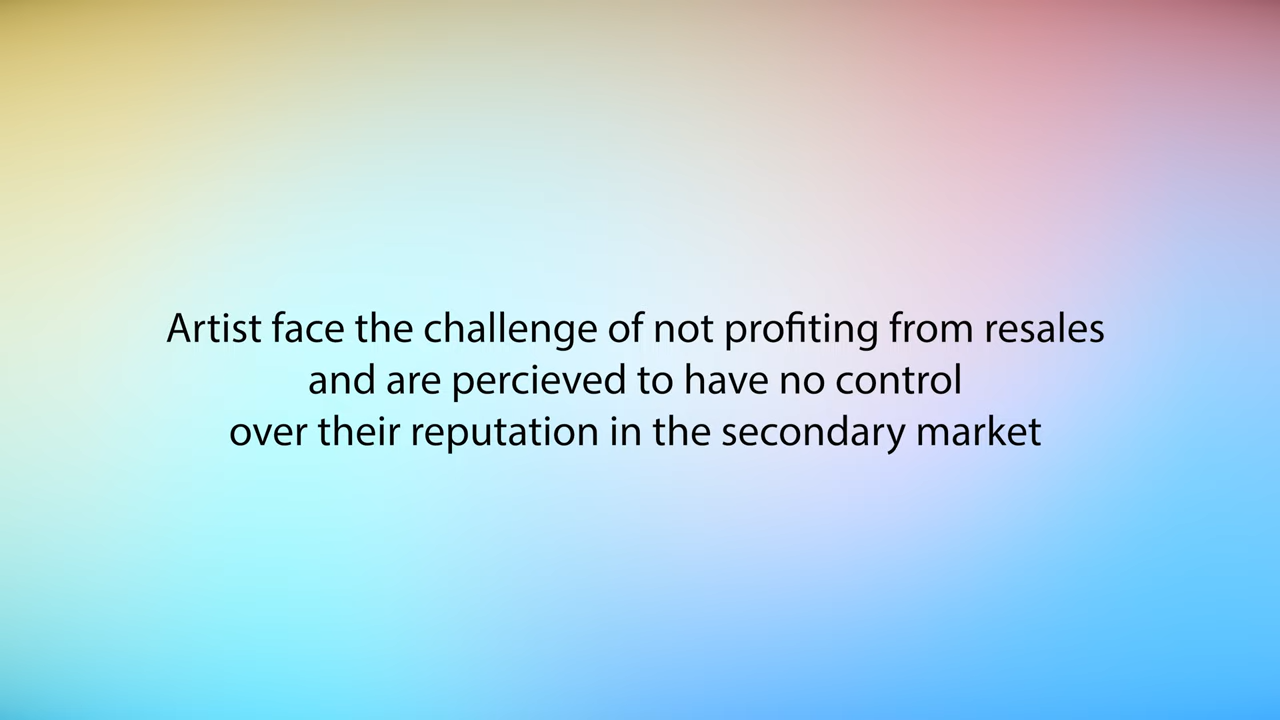 Artist face the challenge of not profiting from resales
and are percieved to have no control
over their reputation in the secondary market